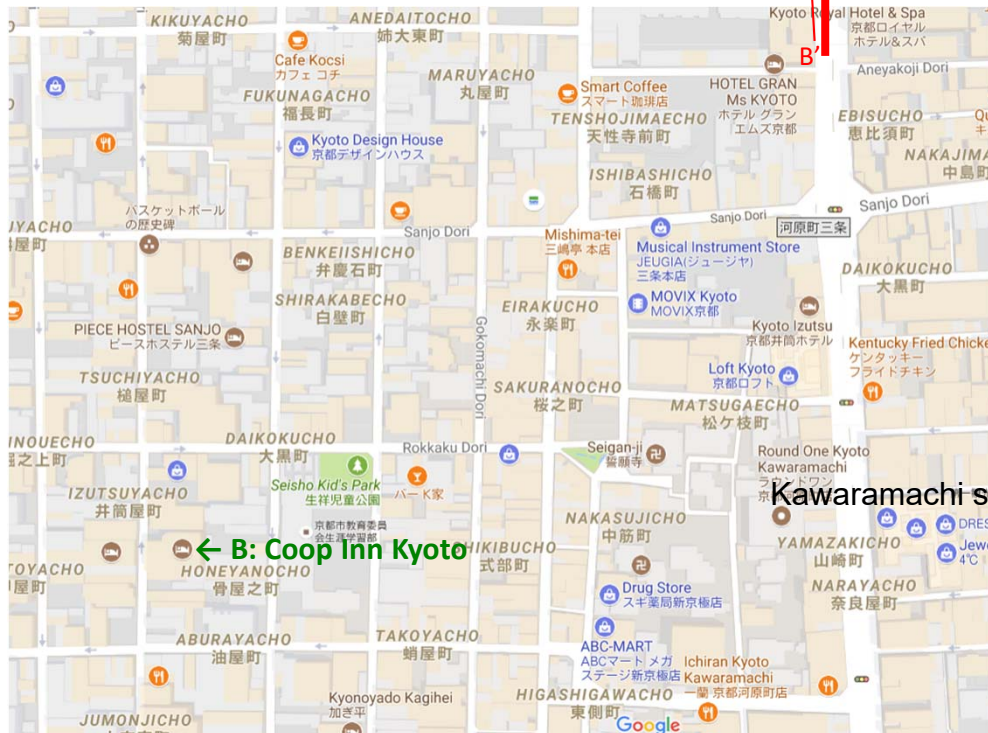 Kyoto Royal Hotel & Spa
京都ロイヤル
ホテル&スパ
B’
KIKUYACHO
菊屋町
ANEDAITOCHO
姉大東町
Cafe Kocsi
カフェ コチ
MARUYACHO
丸屋町
Smart Coffee
スマート珈琲店
HOTEL GRAN
Ms KYOTO
ホテル グラン
エムズ京都
Aneyakoji Dori
FUKUNAGACHO
福長町
TENSHOJIMAECHO
天性寺前町
EBISUCHO
恵比須町
Kyoto Design House
京都デザインハウス
NAKAJIMA
中島町
ISHIBASHICHO
石橋町
バスケットボール
の歴史碑
Sanjo Dori
Sanjo Dori
Sanjo Dori
河原町三条
Mishima-tei
三嶋亭 本店
Musical Instrument Store
JEUGIA(ジュージヤ)
三条本店
BENKEIISHICHO
弁慶石町
DAIKOKUCHO
大黒町
SHIRAKABECHO
白壁町
EIRAKUCHO
永楽町
MOVIX Kyoto
MOVIX京都
PIECE HOSTEL SANJO
ピースホステル三条
Gokomachi Dori
Kyoto Izutsu
京都井筒ホテル
Kentucky Fried Chicke
ケンタッキー
フライドチキン
Loft Kyoto
京都ロフト
TSUCHIYACHO
槌屋町
SAKURANOCHO
桜之町
MATSUGAECHO
松ケ枝町
INOUECHO
堀之上町
DAIKOKUCHO
大黒町
Rokkaku Dori
Seigan-ji
誓願寺
Round One Kyoto
Kawaramachi
ラウンドワン
Kawaramachi s
Seisho Kid's Park
生祥児童公園
バー K家
IZUTSUYACHO
井筒屋町
京都市教育委員
会生涯学習部
NAKASUJICHO
中筋町
DRES
Jewe
4℃
YAMAZAKICHO
山崎町
← B: Coop Inn Kyoto
SHIKIBUCHO
式部町
HONEYANOCHO
骨屋之町
TOYACHO
Drug Store
スギ薬局新京極店
NARAYACHO
奈良屋町
ABURAYACHO
油屋町
TAKOYACHO
蛸屋町
ABC-MART
ABCマート メガ
ステージ新京極店
Ichiran Kyoto
Kawaramachi
一蘭 京都河原町店
Kyonoyado Kagihei
加ぎ平
HIGASHIGAWACHO
東側町
JUMONJICHO
Google